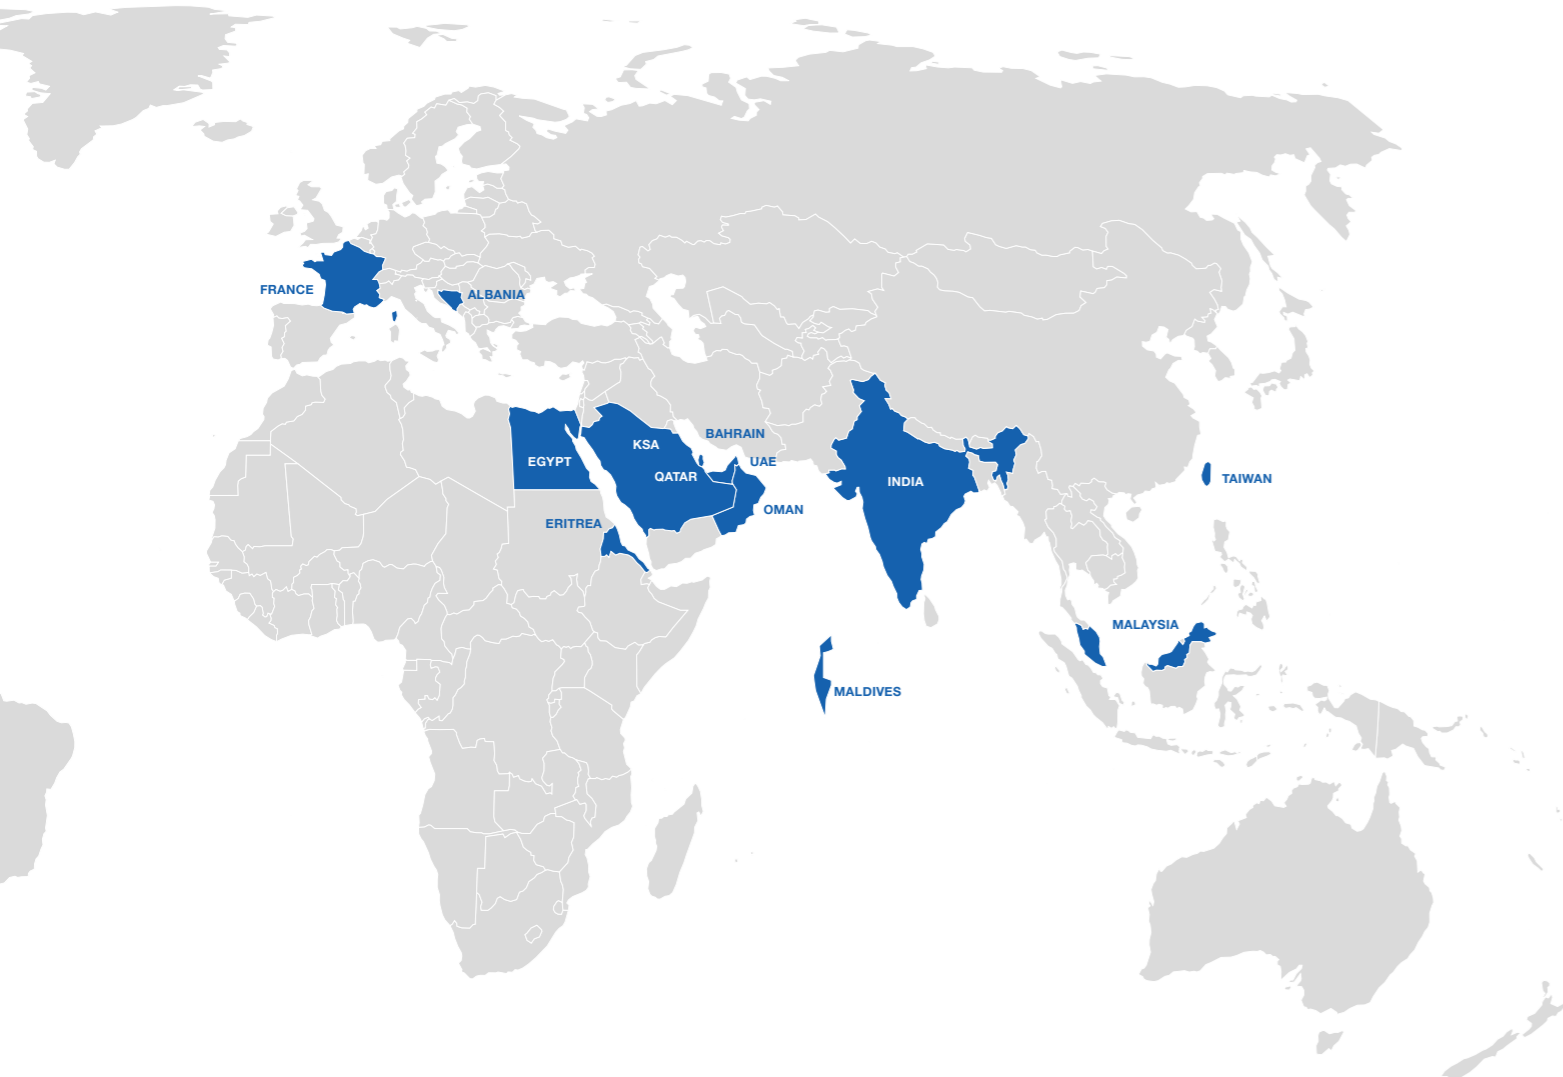 FRANCE
ALBANIA
BAHRAIN
KSA
EGYPT
UAE
QATAR
INDIA
TAIWAN
OMAN
ERITREA
MALAYSIA
MALDIVES